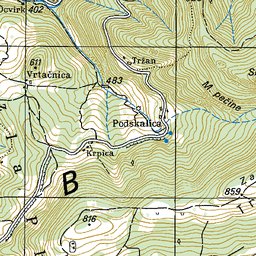 Ocvirk 402
Tržan
611
Vrtačnica
483
M. pečine
Podskalica
Krpica
B
859
816